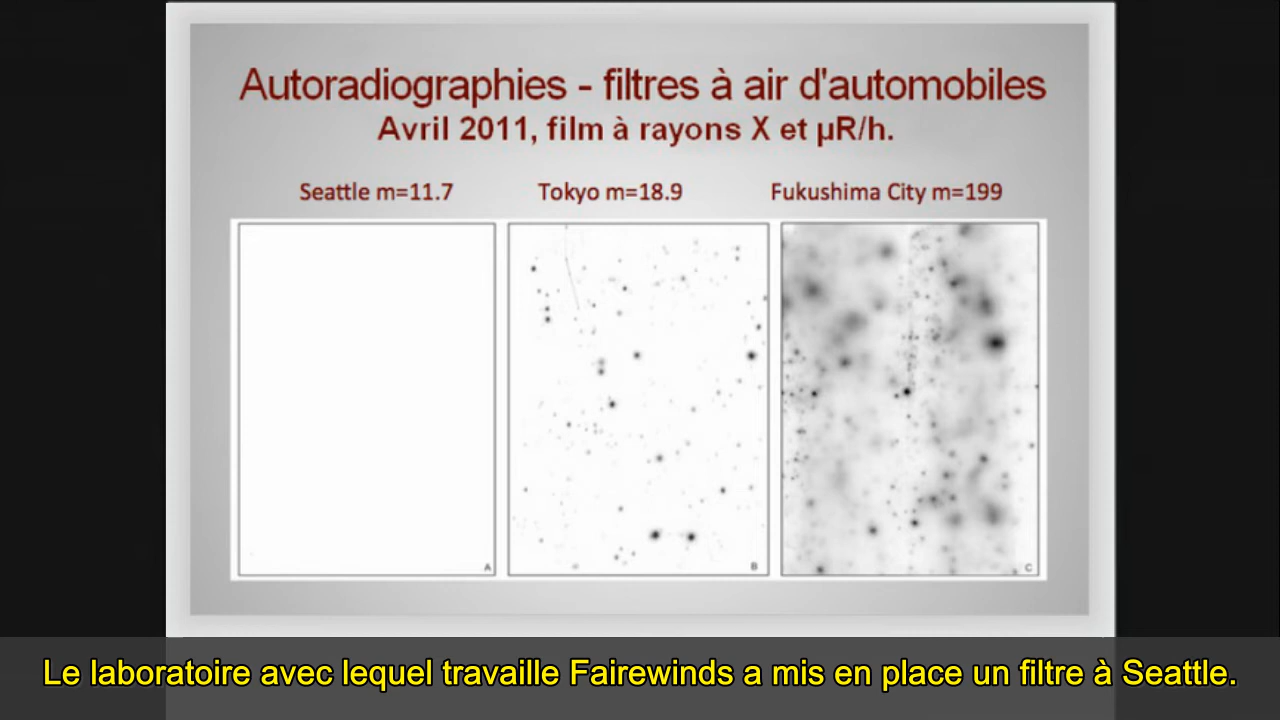 Autoradiographies - filtres à air d'automobiles
Avril 2011, film à rayons X et µR/h.
Seattle m=11.7
Tokyo m=18.9
Fukushima City m=199
A
B
C
Le laboratoire avec lequel travaille Fairewinds a mis en place un filtre à Seattle.